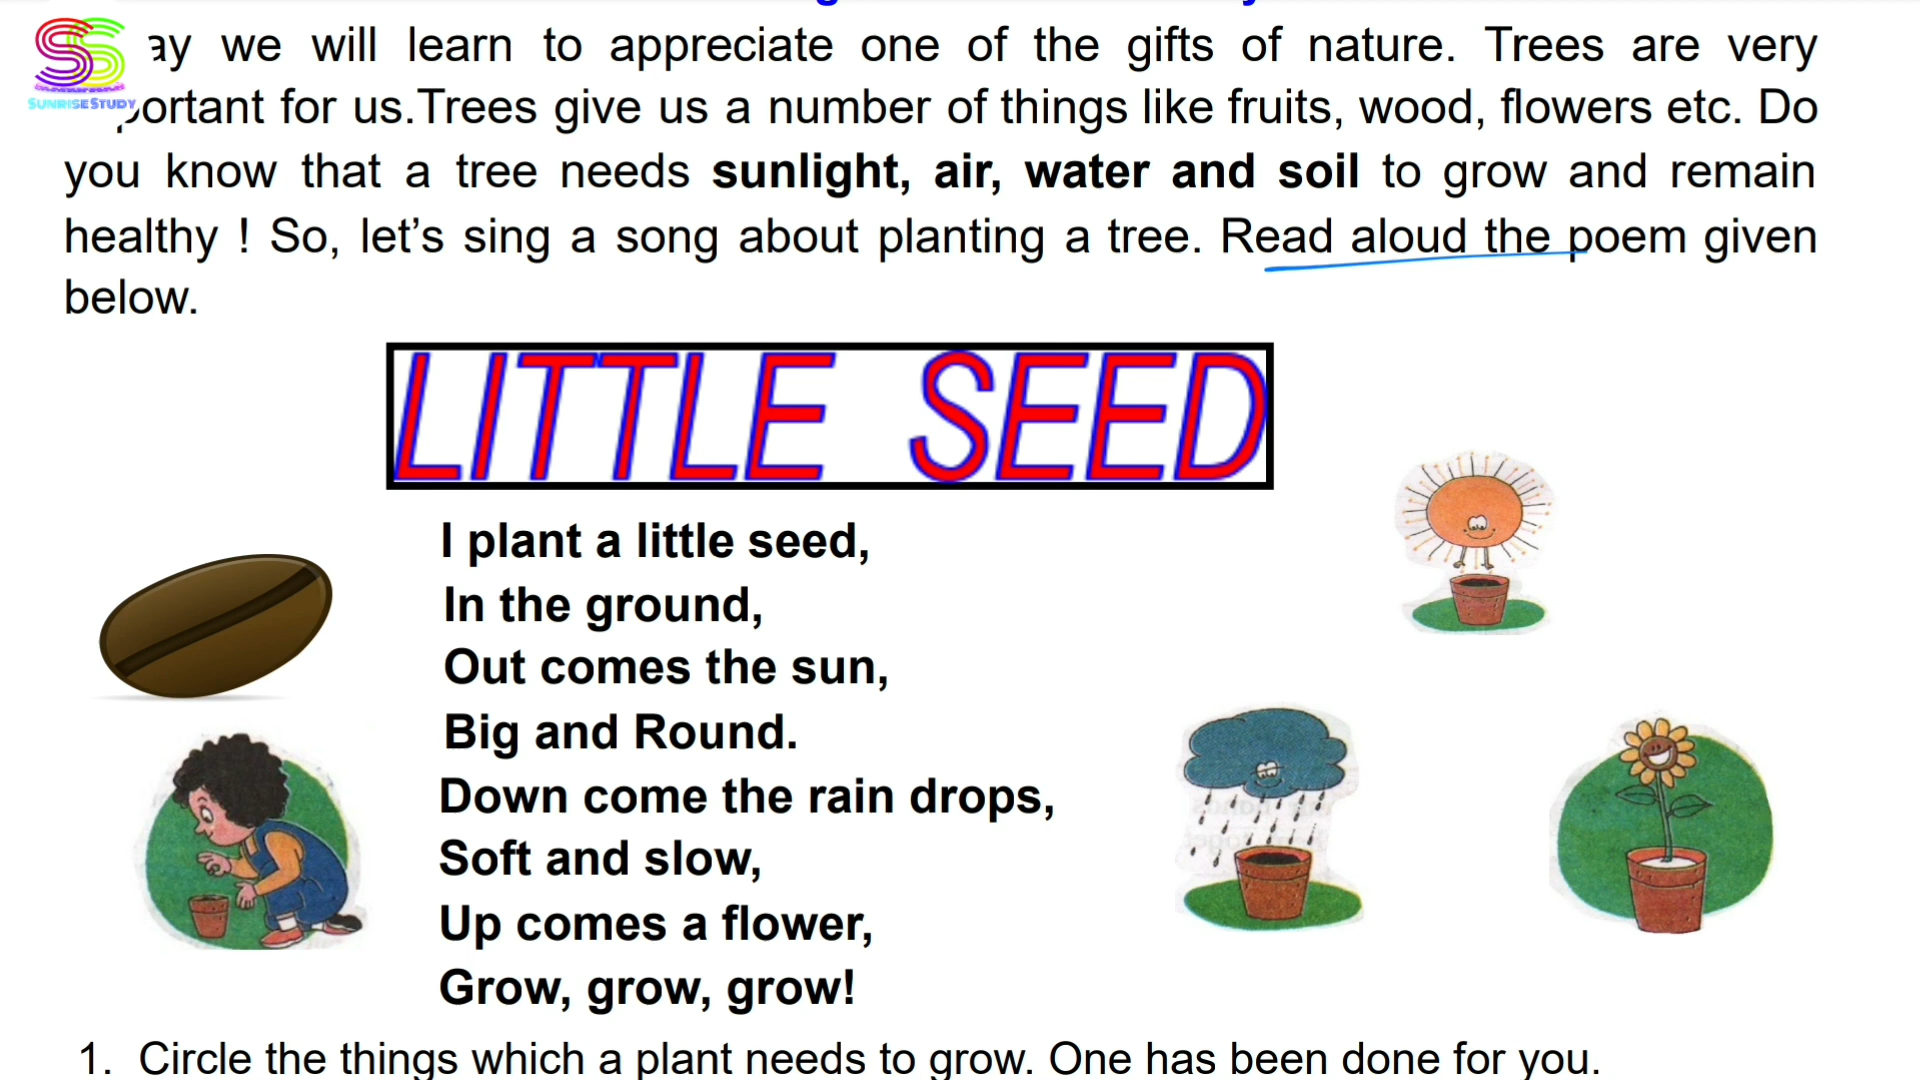 SUNRISESTUDY
we will learn to appreciate one of the gifts of nature. Trees are very
for us.Trees give us a number of things like fruits, wood, flowers etc. Do
you know that a tree needs sunlight, air, water and soil to grow and remain
healthy ! So, let’s sing a song about planting a tree. Read aloud the poem given
below.
LITTLE SEED
I plant a little seed,
In the ground,
Out comes the sun,
Big and Round.
Down come the rain drops,
Soft and slow,
Up comes a flower,
Grow, grow, grow!
1. Circle the things which a plant needs to grow. One has been done for you.